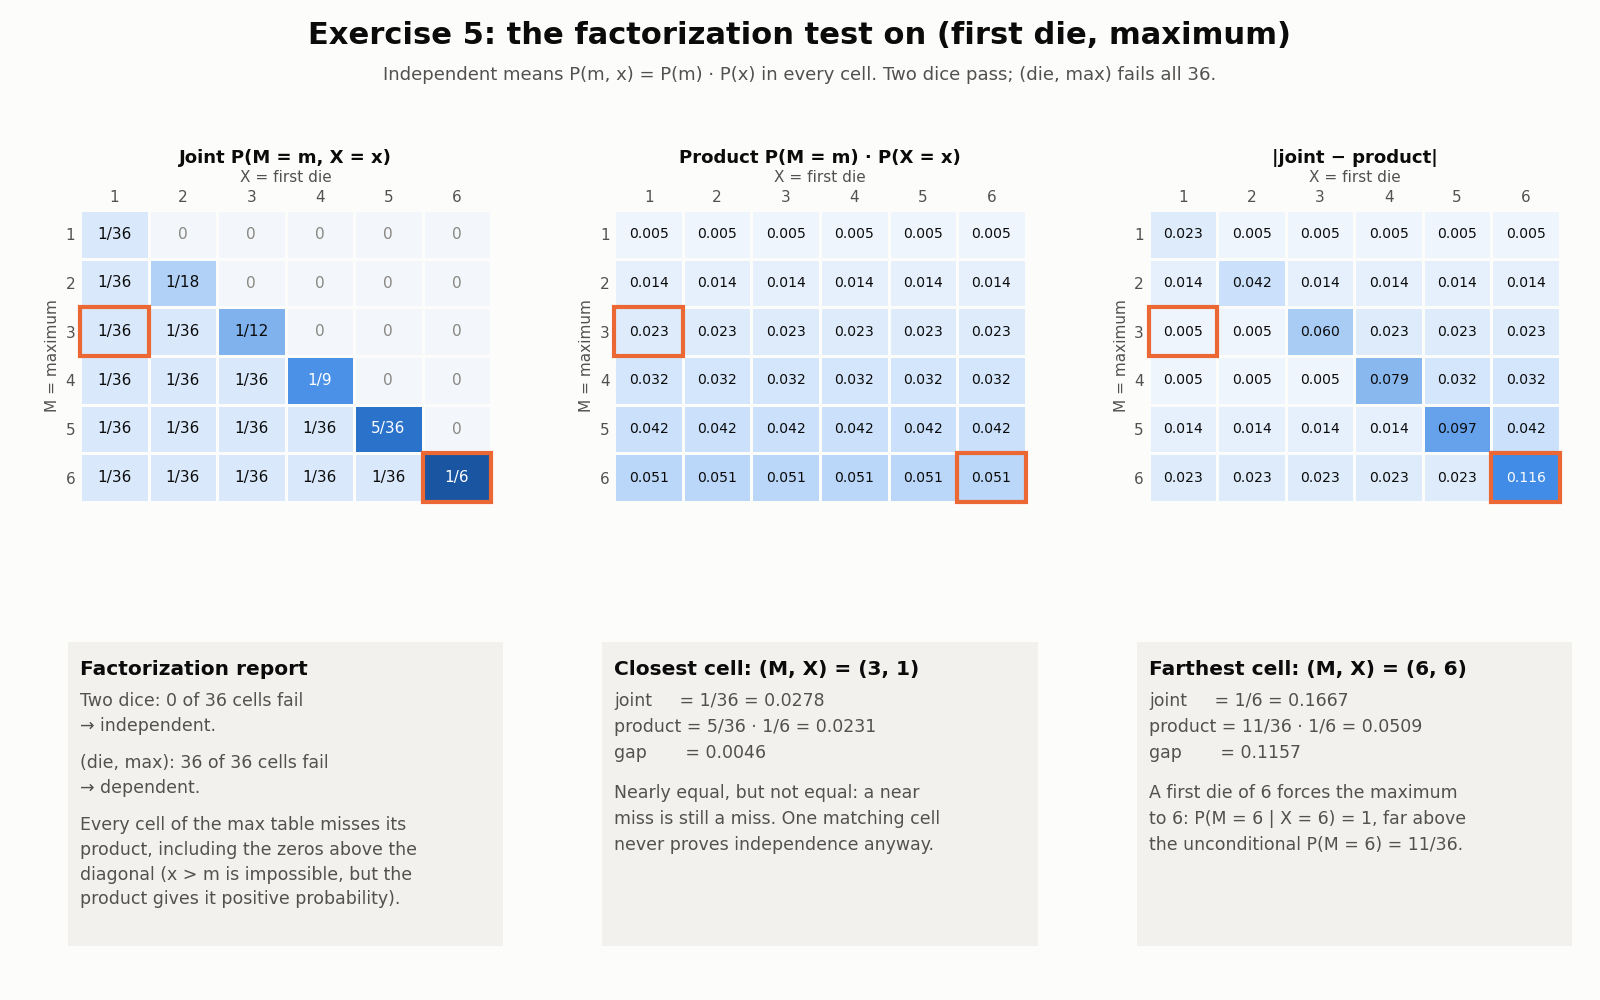 Exercise 5: the factorization test on (first die, maximum)
Independent means P(m, x) = P(m) · P(x) in every cell. Two dice pass; (die, max) fails all 36.
Joint P(M = m, X = x)
X = first die
1 2 3 4 5 6
M = maximum
1 1/36 0 0 0 0 0
2 1/36 1/18 0 0 0 0
3 1/36 1/36 1/12 0 0 0
4 1/36 1/36 1/36 1/9 0 0
5 1/36 1/36 1/36 1/36 5/36 0
6 1/36 1/36 1/36 1/36 1/36 1/6
Product P(M = m) · P(X = x)
X = first die
1 2 3 4 5 6
M = maximum
1 0.005 0.005 0.005 0.005 0.005 0.005
2 0.014 0.014 0.014 0.014 0.014 0.014
3 0.023 0.023 0.023 0.023 0.023 0.023
4 0.032 0.032 0.032 0.032 0.032 0.032
5 0.042 0.042 0.042 0.042 0.042 0.042
6 0.051 0.051 0.051 0.051 0.051 0.051
|joint − product|
X = first die
1 2 3 4 5 6
M = maximum
1 0.023 0.005 0.005 0.005 0.005 0.005
2 0.014 0.042 0.014 0.014 0.014 0.014
3 0.005 0.005 0.060 0.023 0.023 0.023
4 0.005 0.005 0.005 0.079 0.032 0.032
5 0.014 0.014 0.014 0.014 0.097 0.042
6 0.023 0.023 0.023 0.023 0.023 0.116
Factorization report
Two dice: 0 of 36 cells fail
→ independent.
(die, max): 36 of 36 cells fail
→ dependent.
Every cell of the max table misses its
product, including the zeros above the
diagonal (x > m is impossible, but the
product gives it positive probability).
Closest cell: (M, X) = (3, 1)
joint = 1/36 = 0.0278
product = 5/36 · 1/6 = 0.0231
gap = 0.0046
Nearly equal, but not equal: a near
miss is still a miss. One matching cell
never proves independence anyway.
Farthest cell: (M, X) = (6, 6)
joint = 1/6 = 0.1667
product = 11/36 · 1/6 = 0.0509
gap = 0.1157
A first die of 6 forces the maximum
to 6: P(M = 6 | X = 6) = 1, far above
the unconditional P(M = 6) = 11/36.